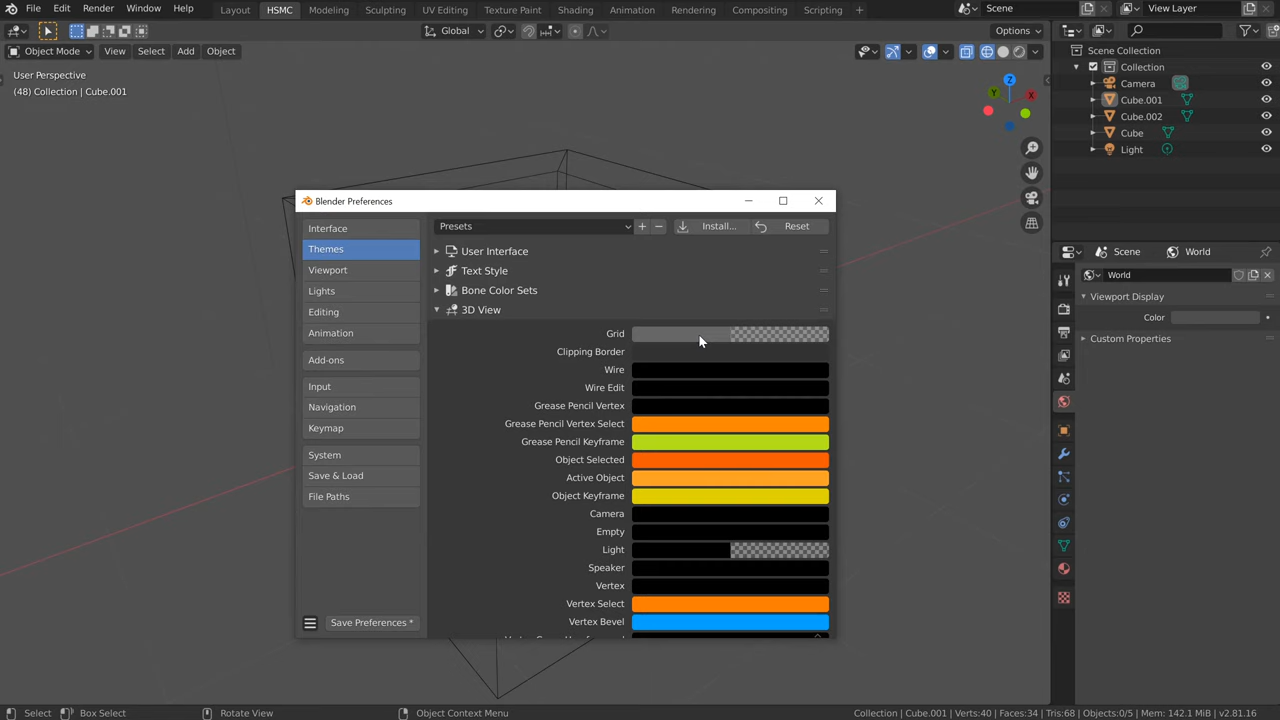 File Edit Render Window Help Layout HSMC Modeling Sculpting UV Editing Texture Paint Shading Animation Rendering Compositing Scripting + Scene View Layer
Global Options
Object Mode View Select Add Object
User Perspective
(48) Collection | Cube.001
Z
Y X
Scene Collection
Collection
Camera
Cube.001
Cube.002
Cube
Light
Scene World
World
Viewport Display
Color
Custom Properties
Blender Preferences
Interface
Themes
Viewport
Lights
Editing
Animation
Add-ons
Input
Navigation
Keymap
System
Save & Load
File Paths
Save Preferences *
Presets + − Install... Reset
User Interface
Text Style
Bone Color Sets
3D View
Grid
Clipping Border
Wire
Wire Edit
Grease Pencil Vertex
Grease Pencil Vertex Select
Grease Pencil Keyframe
Object Selected
Active Object
Object Keyframe
Camera
Empty
Light
Speaker
Vertex
Vertex Select
Vertex Bevel
Select Box Select Rotate View Object Context Menu Collection | Cube.001 | Verts:40 | Faces:34 | Tris:68 | Objects:0/5 | Mem: 142.1 MiB | v2.81.16